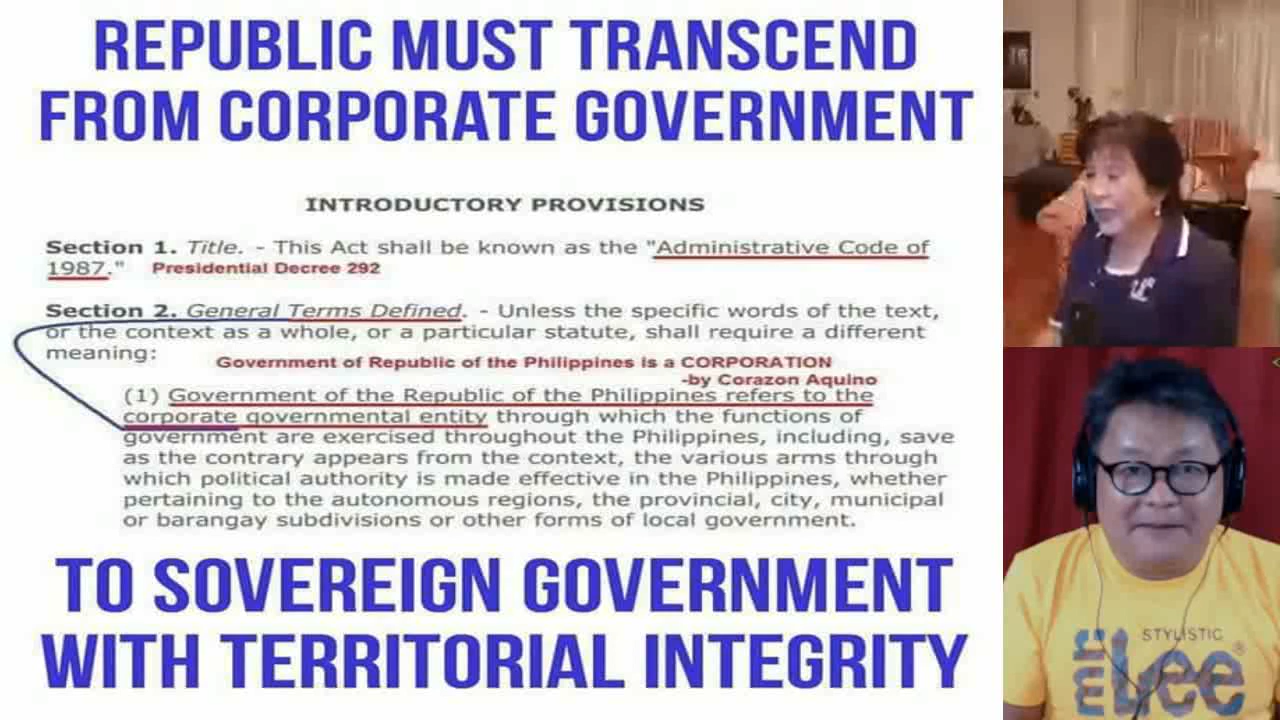 REPUBLIC MUST TRANSCEND
FROM CORPORATE GOVERNMENT
INTRODUCTORY PROVISIONS
Section 1. Title. - This Act shall be known as the "Administrative Code of
1987." Presidential Decree 292
Section 2. General Terms Defined. - Unless the specific words of the text,
or the context as a whole, or a particular statute, shall require a different
meaning:
Government of Republic of the Philippines is a CORPORATION
-by Corazon Aquino
(1) Government of the Republic of the Philippines refers to the
corporate governmental entity through which the functions of
government are exercised throughout the Philippines, including, save
as the contrary appears from the context, the various arms through
which political authority is made effective in the Philippines, whether
pertaining to the autonomous regions, the provincial, city, municipal
or barangay subdivisions or other forms of local government.
TO SOVEREIGN GOVERNMENT
WITH TERRITORIAL INTEGRITY
STYLISTIC
Lee®